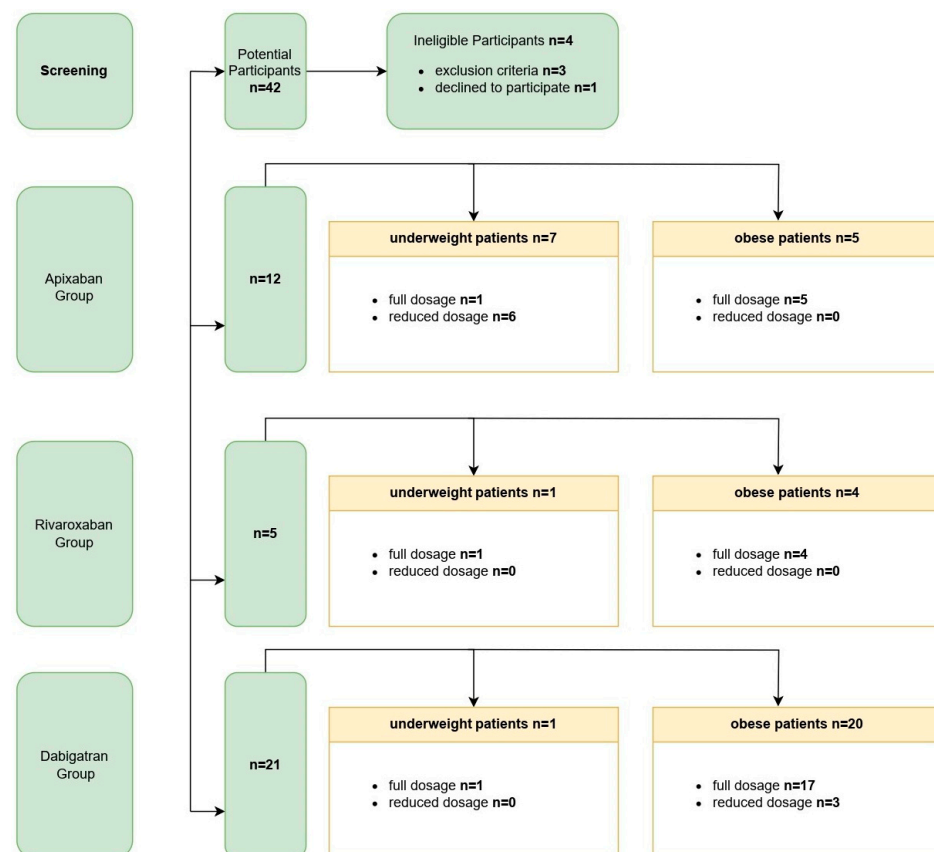 Screening
Potential
Participants
n=42
Ineligible Participants n=4
• exclusion criteria n=3
• declined to participate n=1
Apixaban
Group
n=12
underweight patients n=7
• full dosage n=1
• reduced dosage n=6
obese patients n=5
• full dosage n=5
• reduced dosage n=0
Rivaroxaban
Group
n=5
underweight patients n=1
• full dosage n=1
• reduced dosage n=0
obese patients n=4
• full dosage n=4
• reduced dosage n=0
Dabigatran
Group
n=21
underweight patients n=1
• full dosage n=1
• reduced dosage n=0
obese patients n=20
• full dosage n=17
• reduced dosage n=3